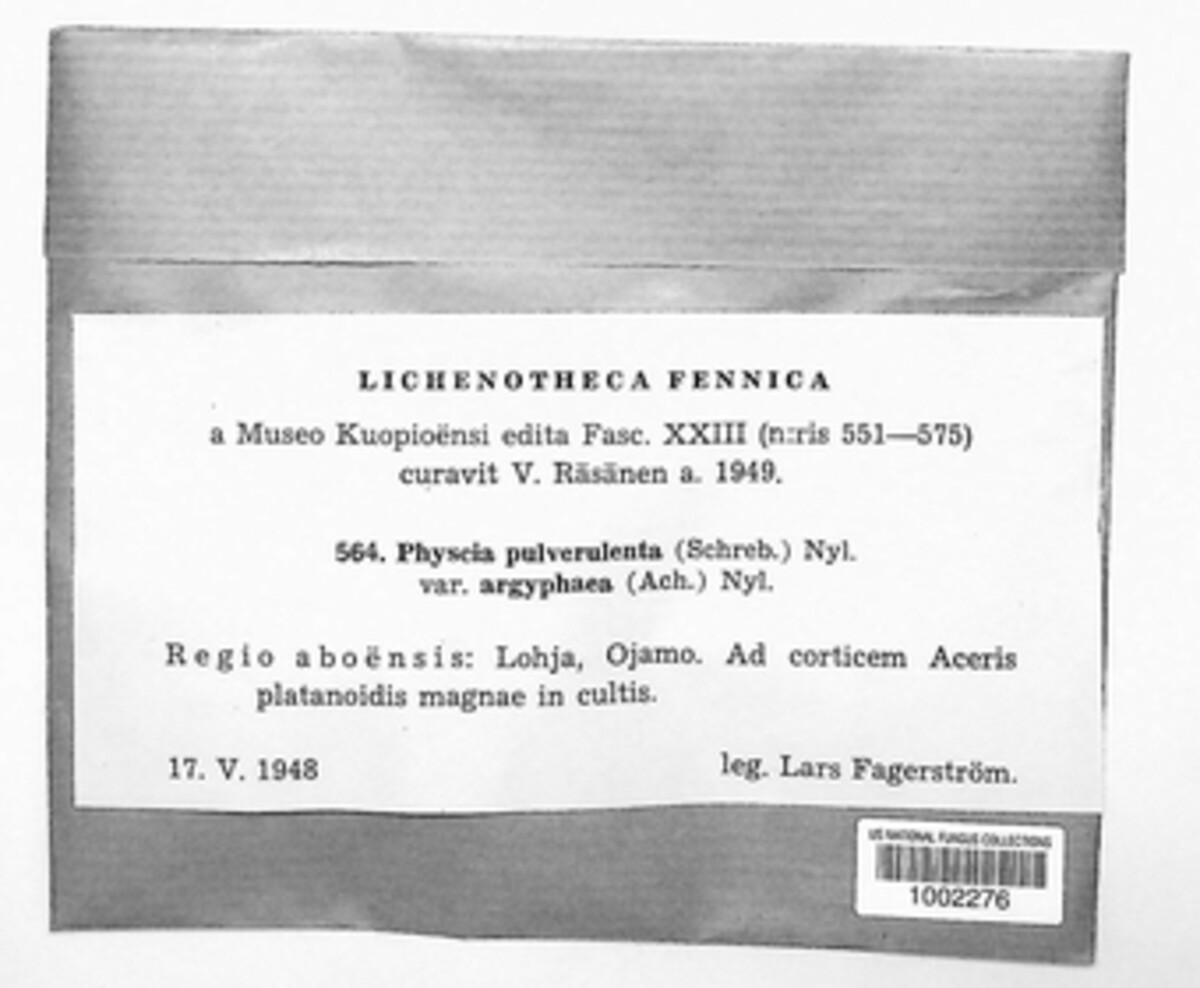 LICHENOTHECA FENNICA
a Museo Kuopioënsi edita Fasc. XXIII (n:ris 551—575)
curavit V. Räsänen a. 1949.
564. Physcia pulverulenta (Schreb.) Nyl.
var. argyphaea (Ach.) Nyl.
Regio aboënsis: Lohja, Ojamo. Ad corticem Aceris
platanoidis magnae in cultis.
17. V. 1948 leg. Lars Fagerström.
US NATIONAL FUNGUS COLLECTIONS
1002276